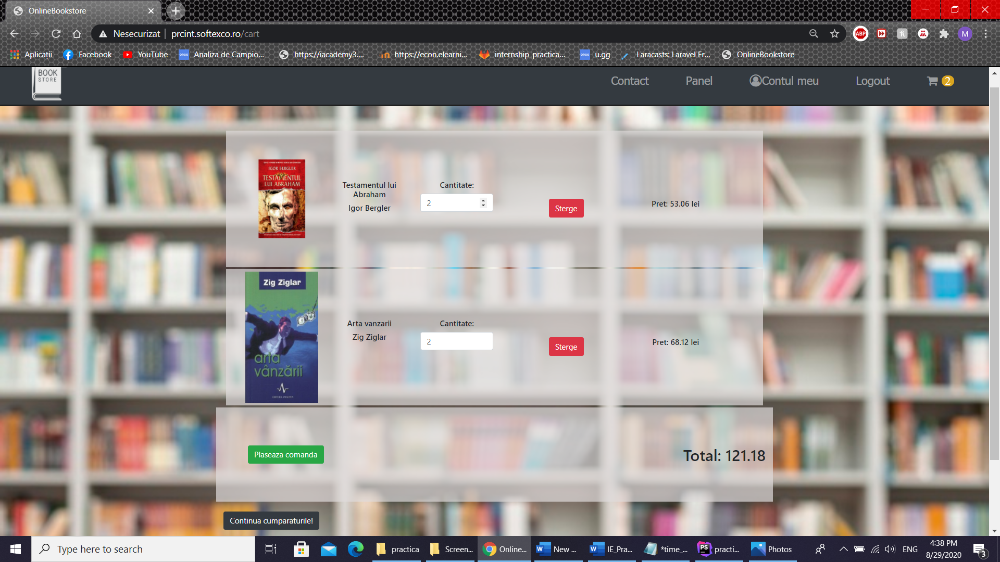 OnlineBookstore
Nesecurizat
prcint.softexco.ro/cart
ABP
M
Aplicații
Facebook
YouTube
OPGG
Analiza de Campio...
https://iacademy3....
https://econ.elearni...
internship_practica...
OPGG
u.gg
Laracasts: Laravel Fr...
OnlineBookstore
BOOK
STORE
Contact
Panel
Contul meu
Logout
2
IGOR BERGLER
TESTAMENTUL
LUI ABRAHAM
Testamentul lui
Abraham
Igor Bergler
Cantitate:
2
Sterge
Pret: 53.06 lei
Zig Ziglar
arta
vânzării
Arta vanzarii
Zig Ziglar
Cantitate:
2
Sterge
Pret: 68.12 lei
Plaseaza comanda
Total: 121.18
Continua cumparaturile!
Type here to search
practica
Screen...
Online...
New ...
IE_Pra...
*time_...
PS
practi...
Photos
ENG
4:38 PM
8/29/2020
3